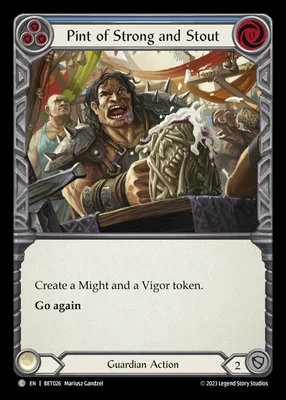 Pint of Strong and Stout
Create a Might and a Vigor token.
Go again
Guardian Action
2
C EN | BET026 Mariusz Gandzel
© 2023 Legend Story Studios